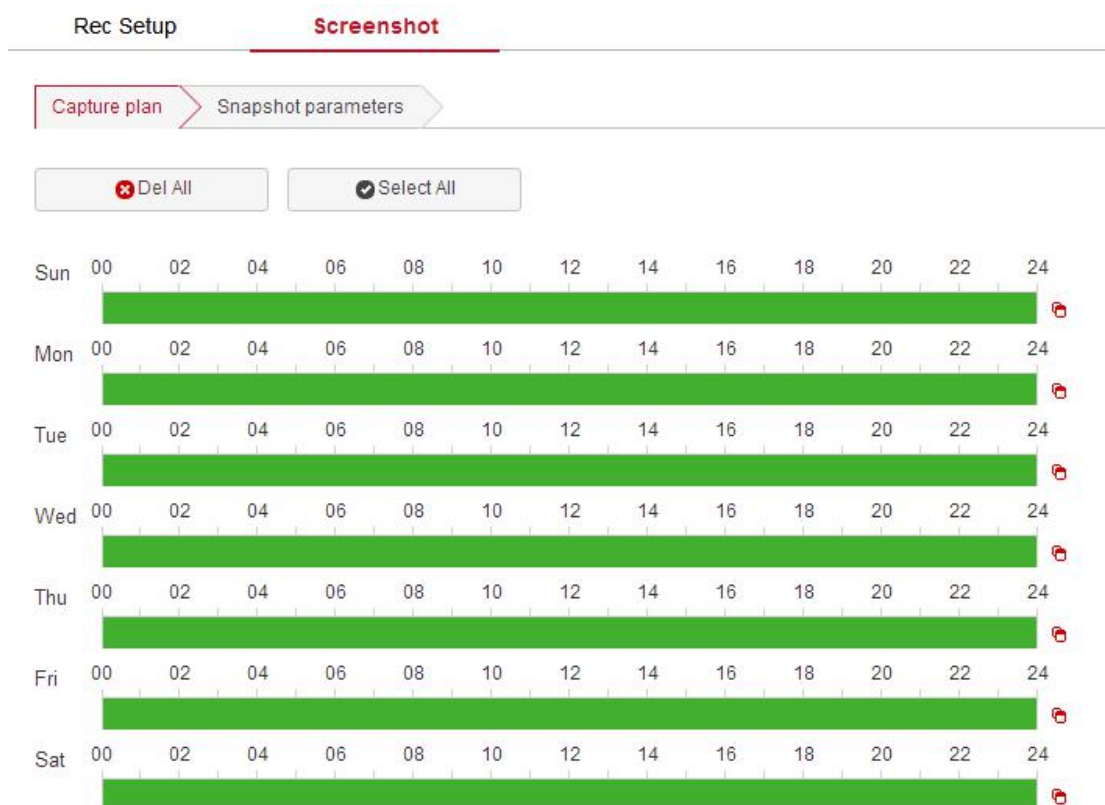 Rec Setup Screenshot
Capture plan Snapshot parameters
Del All Select All
Sun 00 02 04 06 08 10 12 14 16 18 20 22 24
Mon 00 02 04 06 08 10 12 14 16 18 20 22 24
Tue 00 02 04 06 08 10 12 14 16 18 20 22 24
Wed 00 02 04 06 08 10 12 14 16 18 20 22 24
Thu 00 02 04 06 08 10 12 14 16 18 20 22 24
Fri 00 02 04 06 08 10 12 14 16 18 20 22 24
Sat 00 02 04 06 08 10 12 14 16 18 20 22 24